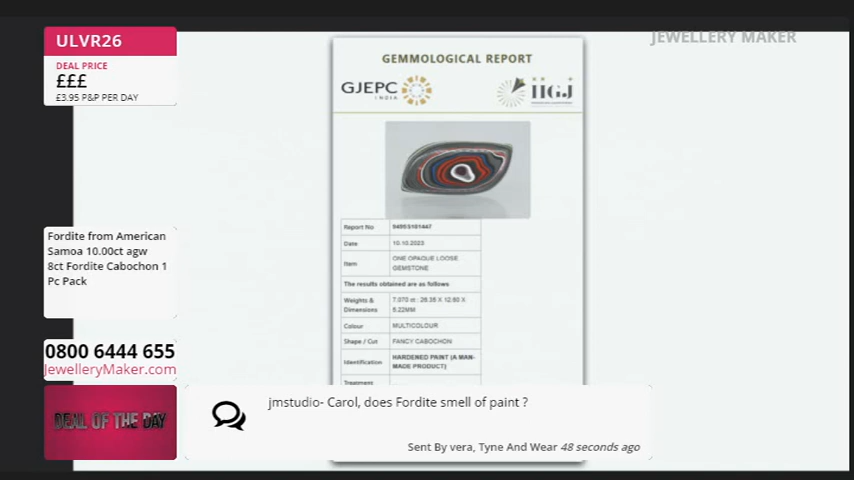 ULVR26
DEAL PRICE
£££
£3.95 P&P PER DAY
JEWELLERY MAKER
GEMMOLOGICAL REPORT
GJEPC
INDIA
IIGJ
Report No
Date 10.10.2023
Item ONE OPAQUE LOOSE
GEMSTONE
The results obtained are as follows
Weights &
Dimensions
Colour MULTICOLOUR
Shape / Cut FANCY CABOCHON
Identification HARDENED PAINT (A MAN-
MADE PRODUCT)
Treatment
Fordite from American
Samoa 10.00ct agw
8ct Fordite Cabochon 1
Pc Pack
0800 6444 655
JewelleryMaker.com
DEAL OF THE DAY
jmstudio- Carol, does Fordite smell of paint ?
Sent By vera, Tyne And Wear 48 seconds ago